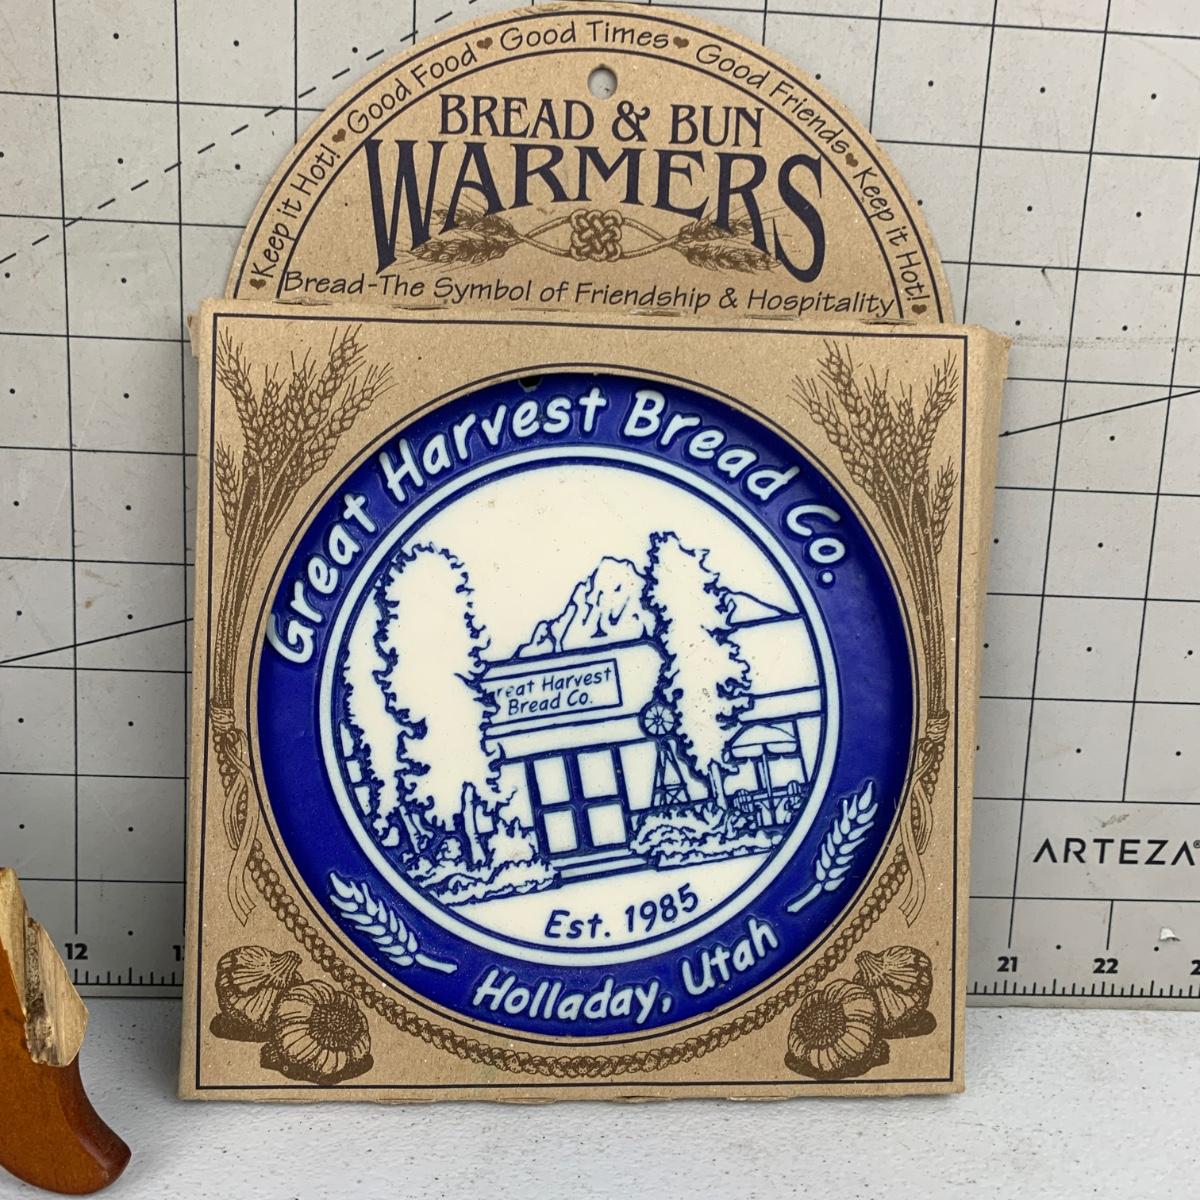 Keep it Hot! Good Food Good Times Good Friends Keep it Hot!
BREAD & BUN
WARMERS
Bread-The Symbol of Friendship & Hospitality
Great Harvest Bread Co.
reat Harvest
Bread Co.
Est. 1985
Holladay, Utah
ARTEZA®
12
21
22